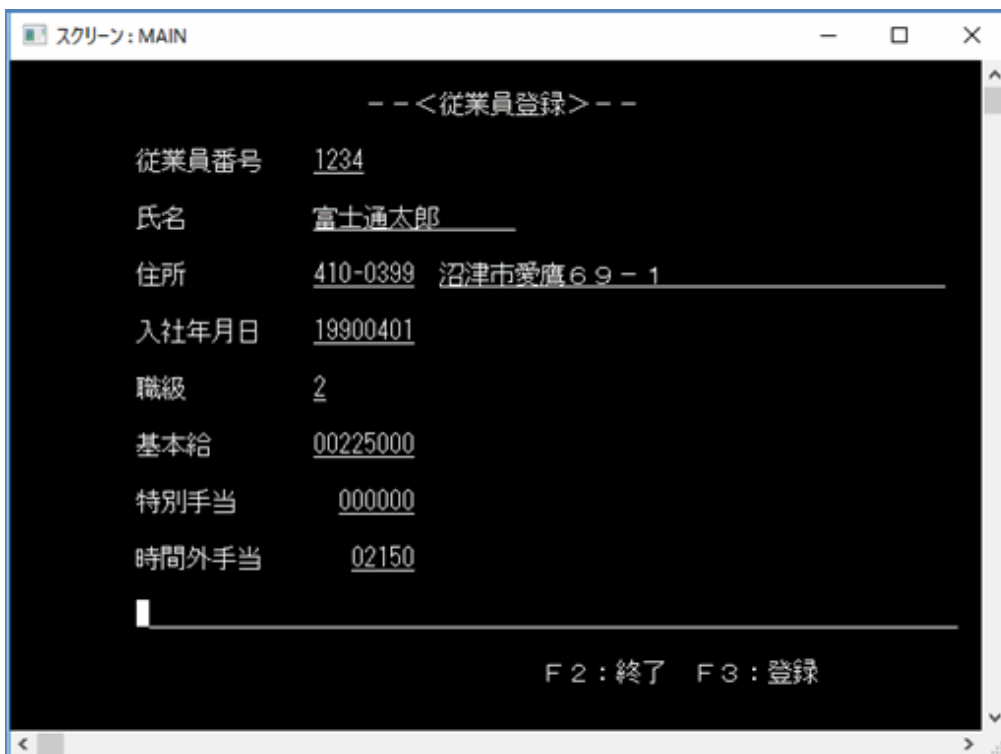 スクリーン : MAIN
－－＜従業員登録＞－－
従業員番号 1234
氏名 富士通太郎
住所 410-0399 沼津市愛鷹６９－１
入社年月日 19900401
職級 2
基本給 00225000
特別手当 000000
時間外手当 02150
Ｆ２：終了 Ｆ３：登録